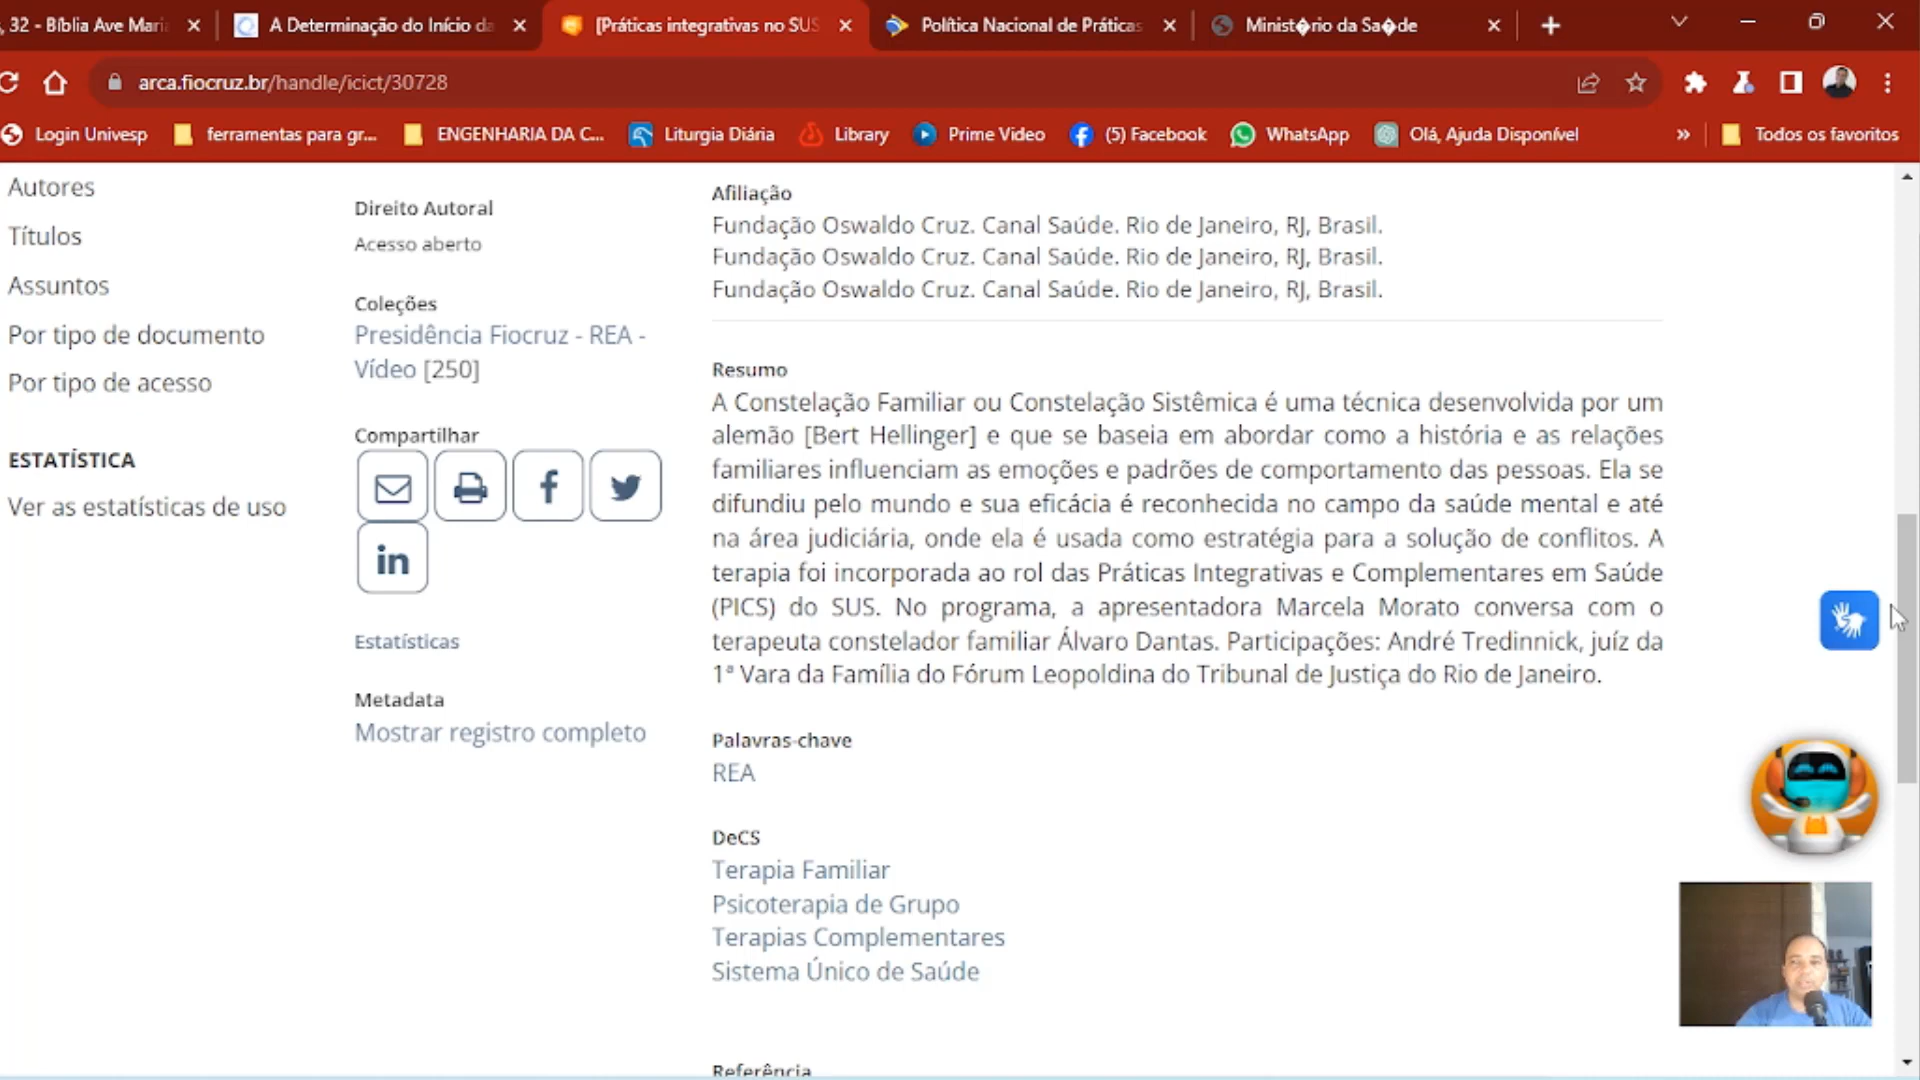 , 32 - Bíblia Ave Mari
A Determinação do Início da
[Práticas integrativas no SUS
Política Nacional de Práticas
Minist�rio da Sa�de
arca.fiocruz.br/handle/icict/30728
Login Univesp
ferramentas para gr...
ENGENHARIA DA C...
Liturgia Diária
Library
Prime Video
(5) Facebook
WhatsApp
Olá, Ajuda Disponível
»
Todos os favoritos
Autores
Títulos
Assuntos
Por tipo de documento
Por tipo de acesso
ESTATÍSTICA
Ver as estatísticas de uso
Direito Autoral
Acesso aberto
Coleções
Presidência Fiocruz - REA -
Vídeo [250]
Compartilhar
Estatísticas
Metadata
Mostrar registro completo
Afiliação
Fundação Oswaldo Cruz. Canal Saúde. Rio de Janeiro, RJ, Brasil.
Fundação Oswaldo Cruz. Canal Saúde. Rio de Janeiro, RJ, Brasil.
Fundação Oswaldo Cruz. Canal Saúde. Rio de Janeiro, RJ, Brasil.
Resumo
A Constelação Familiar ou Constelação Sistêmica é uma técnica desenvolvida por um
alemão [Bert Hellinger] e que se baseia em abordar como a história e as relações
familiares influenciam as emoções e padrões de comportamento das pessoas. Ela se
difundiu pelo mundo e sua eficácia é reconhecida no campo da saúde mental e até
na área judiciária, onde ela é usada como estratégia para a solução de conflitos. A
terapia foi incorporada ao rol das Práticas Integrativas e Complementares em Saúde
(PICS) do SUS. No programa, a apresentadora Marcela Morato conversa com o
terapeuta constelador familiar Álvaro Dantas. Participações: André Tredinnick, juíz da
1ª Vara da Família do Fórum Leopoldina do Tribunal de Justiça do Rio de Janeiro.
Palavras-chave
REA
DeCS
Terapia Familiar
Psicoterapia de Grupo
Terapias Complementares
Sistema Único de Saúde
Referência